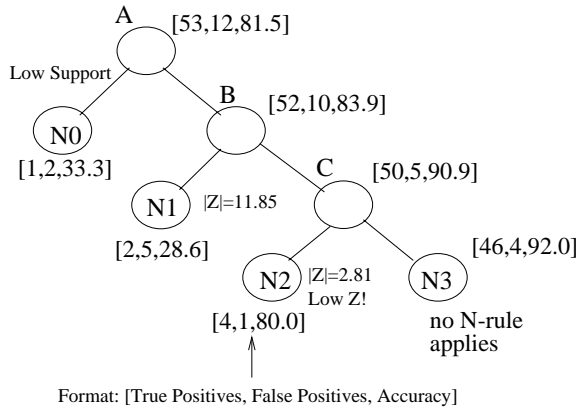 A
[53,12,81.5]
Low Support
B
[52,10,83.9]
N0
[1,2,33.3]
C
[50,5,90.9]
N1
|Z|=11.85
[2,5,28.6]
[46,4,92.0]
N2
|Z|=2.81
Low Z!
N3
[4,1,80.0]
no N-rule
applies
Format: [True Positives, False Positives, Accuracy]